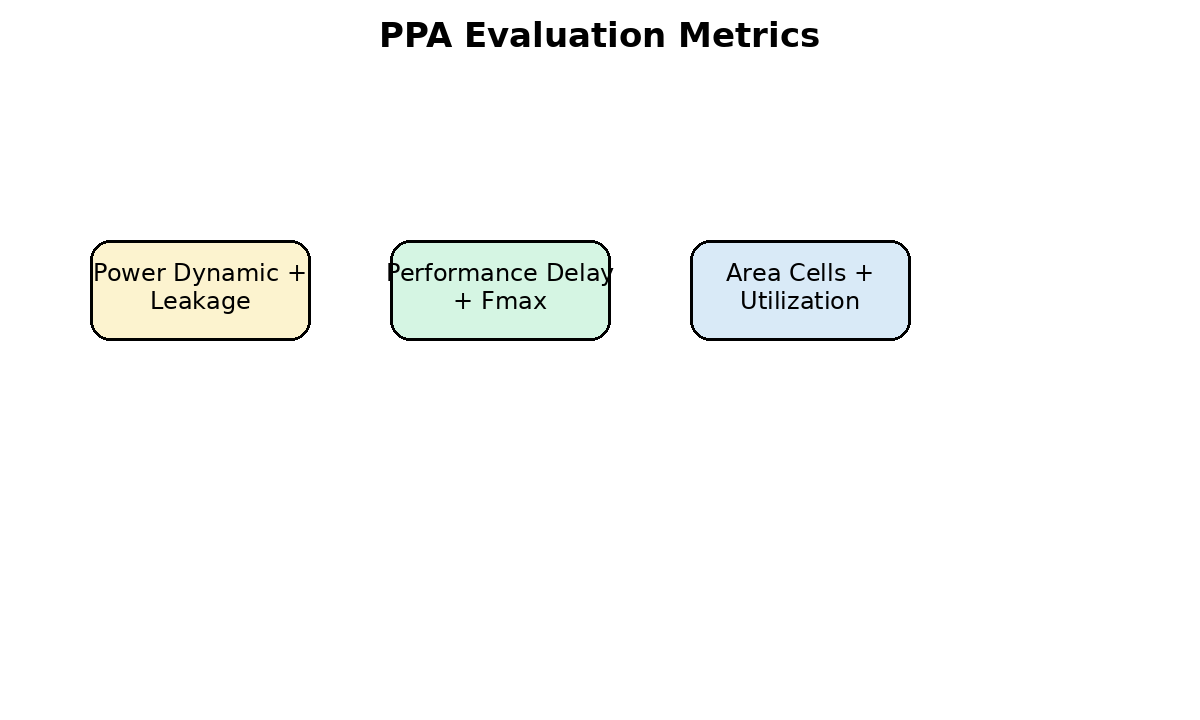 PPA Evaluation Metrics
Power Dynamic +
Leakage
Performance Delay
+ Fmax
Area Cells +
Utilization